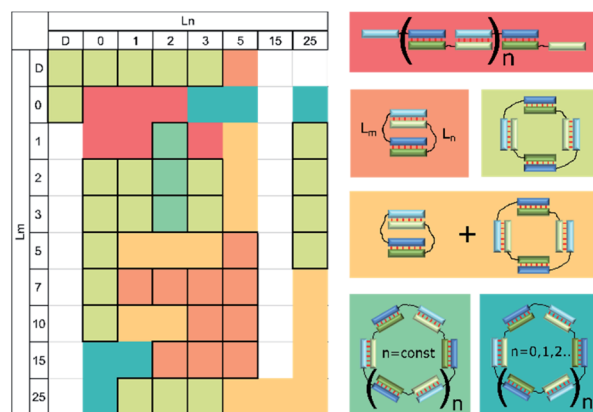 Ln
D 0 1 2 3 5 15 25
Lm
D
0
1
2
3
5
7
10
15
25
( ) n
Lm Ln
+
n=const
( ) n
n=0,1,2..
( ) n